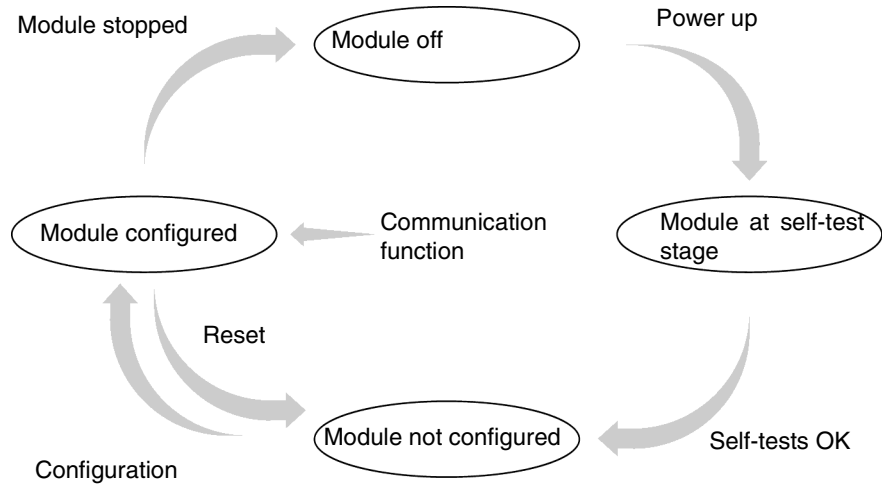 Module stopped
Module off
Power up
Module configured
Communication
function
Module at self-test
stage
Reset
Module not configured
Self-tests OK
Configuration